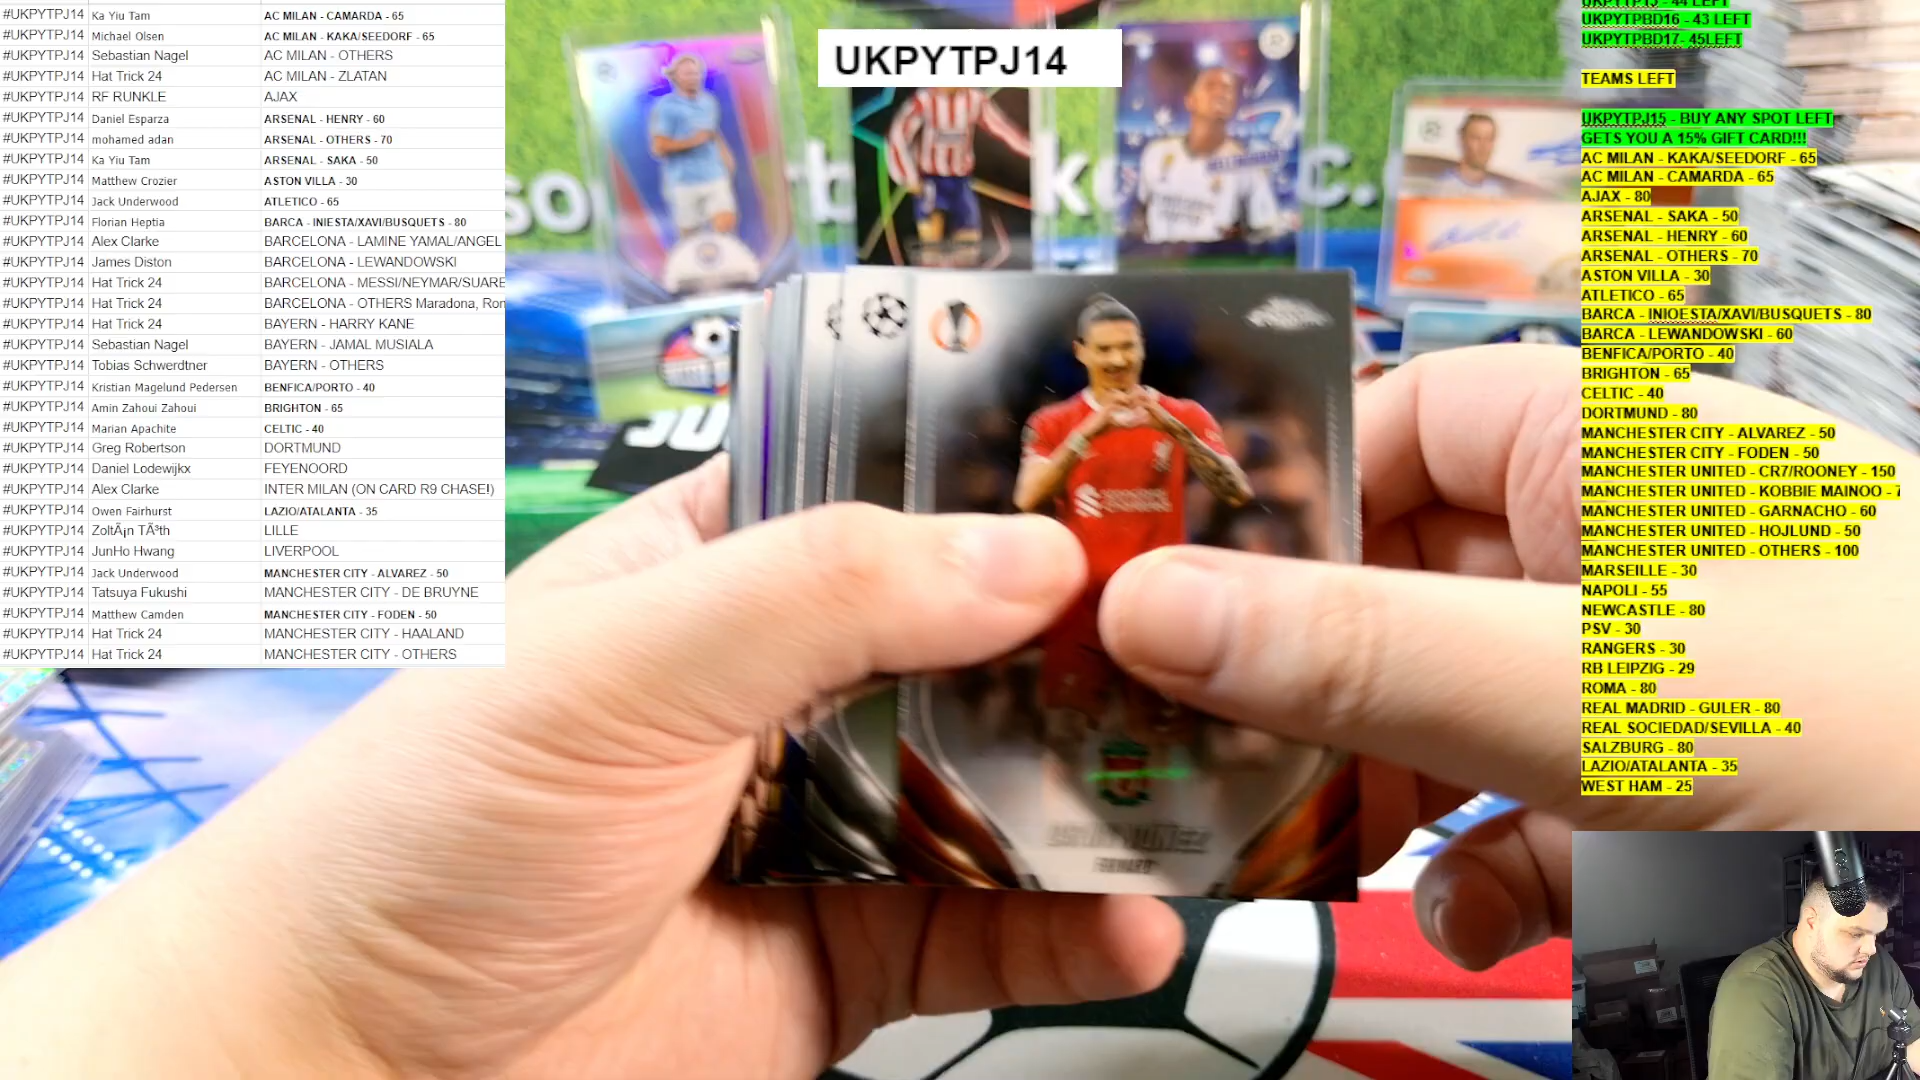 #UKPYTPJ14 Ka Yiu Tam AC MILAN - CAMARDA - 65
#UKPYTPJ14 Michael Olsen AC MILAN - KAKA/SEEDORF - 65
#UKPYTPJ14 Sebastian Nagel AC MILAN - OTHERS
#UKPYTPJ14 Hat Trick 24 AC MILAN - ZLATAN
#UKPYTPJ14 RF RUNKLE AJAX
#UKPYTPJ14 Daniel Esparza ARSENAL - HENRY - 60
#UKPYTPJ14 mohamed adan ARSENAL - OTHERS - 70
#UKPYTPJ14 Ka Yiu Tam ARSENAL - SAKA - 50
#UKPYTPJ14 Matthew Crozier ASTON VILLA - 30
#UKPYTPJ14 Jack Underwood ATLETICO - 65
#UKPYTPJ14 Florian Heptia BARCA - INIESTA/XAVI/BUSQUETS - 80
#UKPYTPJ14 Alex Clarke BARCELONA - LAMINE YAMAL/ANGEL
#UKPYTPJ14 James Diston BARCELONA - LEWANDOWSKI
#UKPYTPJ14 Hat Trick 24 BARCELONA - MESSI/NEYMAR/SUARE
#UKPYTPJ14 Hat Trick 24 BARCELONA - OTHERS Maradona, Ron
#UKPYTPJ14 Hat Trick 24 BAYERN - HARRY KANE
#UKPYTPJ14 Sebastian Nagel BAYERN - JAMAL MUSIALA
#UKPYTPJ14 Tobias Schwerdtner BAYERN - OTHERS
#UKPYTPJ14 Kristian Magelund Pedersen BENFICA/PORTO - 40
#UKPYTPJ14 Amin Zahoui Zahoui BRIGHTON - 65
#UKPYTPJ14 Marian Apachite CELTIC - 40
#UKPYTPJ14 Greg Robertson DORTMUND
#UKPYTPJ14 Daniel Lodewijkx FEYENOORD
#UKPYTPJ14 Alex Clarke INTER MILAN (ON CARD R9 CHASE!)
#UKPYTPJ14 Owen Fairhurst LAZIO/ATALANTA - 35
#UKPYTPJ14 ZoltÃ¡n TÃ³th LILLE
#UKPYTPJ14 JunHo Hwang LIVERPOOL
#UKPYTPJ14 Jack Underwood MANCHESTER CITY - ALVAREZ - 50
#UKPYTPJ14 Tatsuya Fukushi MANCHESTER CITY - DE BRUYNE
#UKPYTPJ14 Matthew Camden MANCHESTER CITY - FODEN - 50
#UKPYTPJ14 Hat Trick 24 MANCHESTER CITY - HAALAND
#UKPYTPJ14 Hat Trick 24 MANCHESTER CITY - OTHERS
UKPYTPJ14
FORWARD
UKPYTPBD16 - 43 LEFT
UKPYTPBD17- 45LEFT
TEAMS LEFT
UKPYTPJ15 - BUY ANY SPOT LEFT
GETS YOU A 15% GIFT CARD!!!
AC MILAN - KAKA/SEEDORF - 65
AC MILAN - CAMARDA - 65
AJAX - 80
ARSENAL - SAKA - 50
ARSENAL - HENRY - 60
ARSENAL - OTHERS - 70
ASTON VILLA - 30
ATLETICO - 65
BARCA - INIOESTA/XAVI/BUSQUETS - 80
BARCA - LEWANDOWSKI - 60
BENFICA/PORTO - 40
BRIGHTON - 65
CELTIC - 40
DORTMUND - 80
MANCHESTER CITY - ALVAREZ - 50
MANCHESTER CITY - FODEN - 50
MANCHESTER UNITED - CR7/ROONEY - 150
MANCHESTER UNITED - KOBBIE MAINOO - 7
MANCHESTER UNITED - GARNACHO - 60
MANCHESTER UNITED - HOJLUND - 50
MANCHESTER UNITED - OTHERS - 100
MARSEILLE - 30
NAPOLI - 55
NEWCASTLE - 80
PSV - 30
RANGERS - 30
RB LEIPZIG - 29
ROMA - 80
REAL MADRID - GULER - 80
REAL SOCIEDAD/SEVILLA - 40
SALZBURG - 80
LAZIO/ATALANTA - 35
WEST HAM - 25